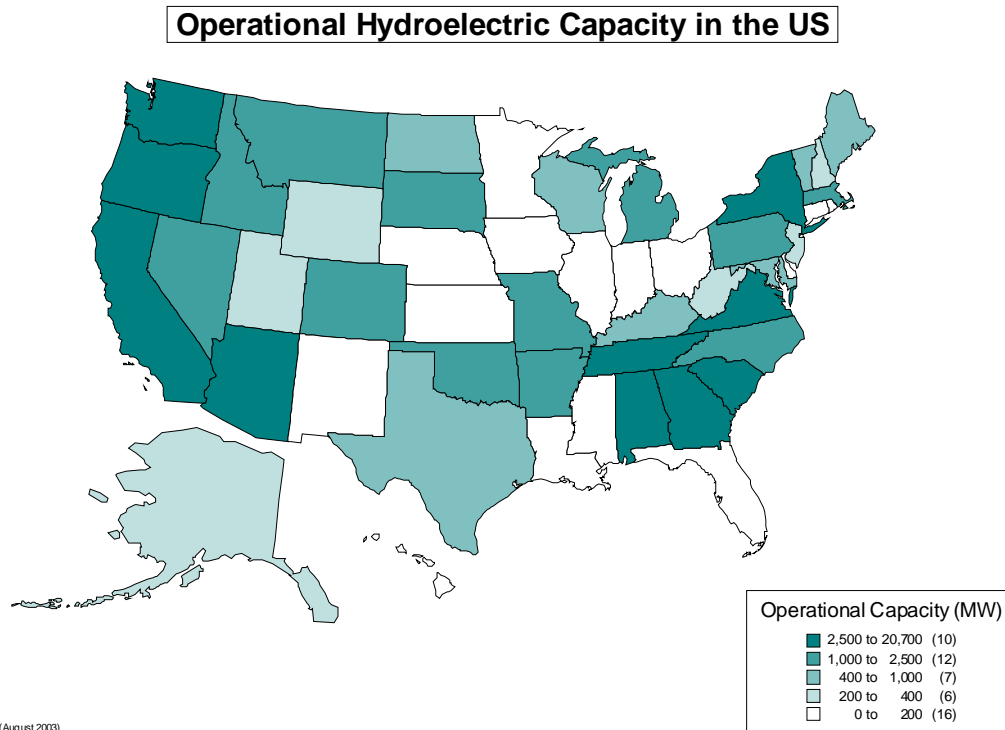 Operational Hydroelectric Capacity in the US
Operational Capacity (MW)
2,500 to 20,700 (10)
1,000 to 2,500 (12)
400 to 1,000 (7)
200 to 400 (6)
0 to 200 (16)
(August 2003)